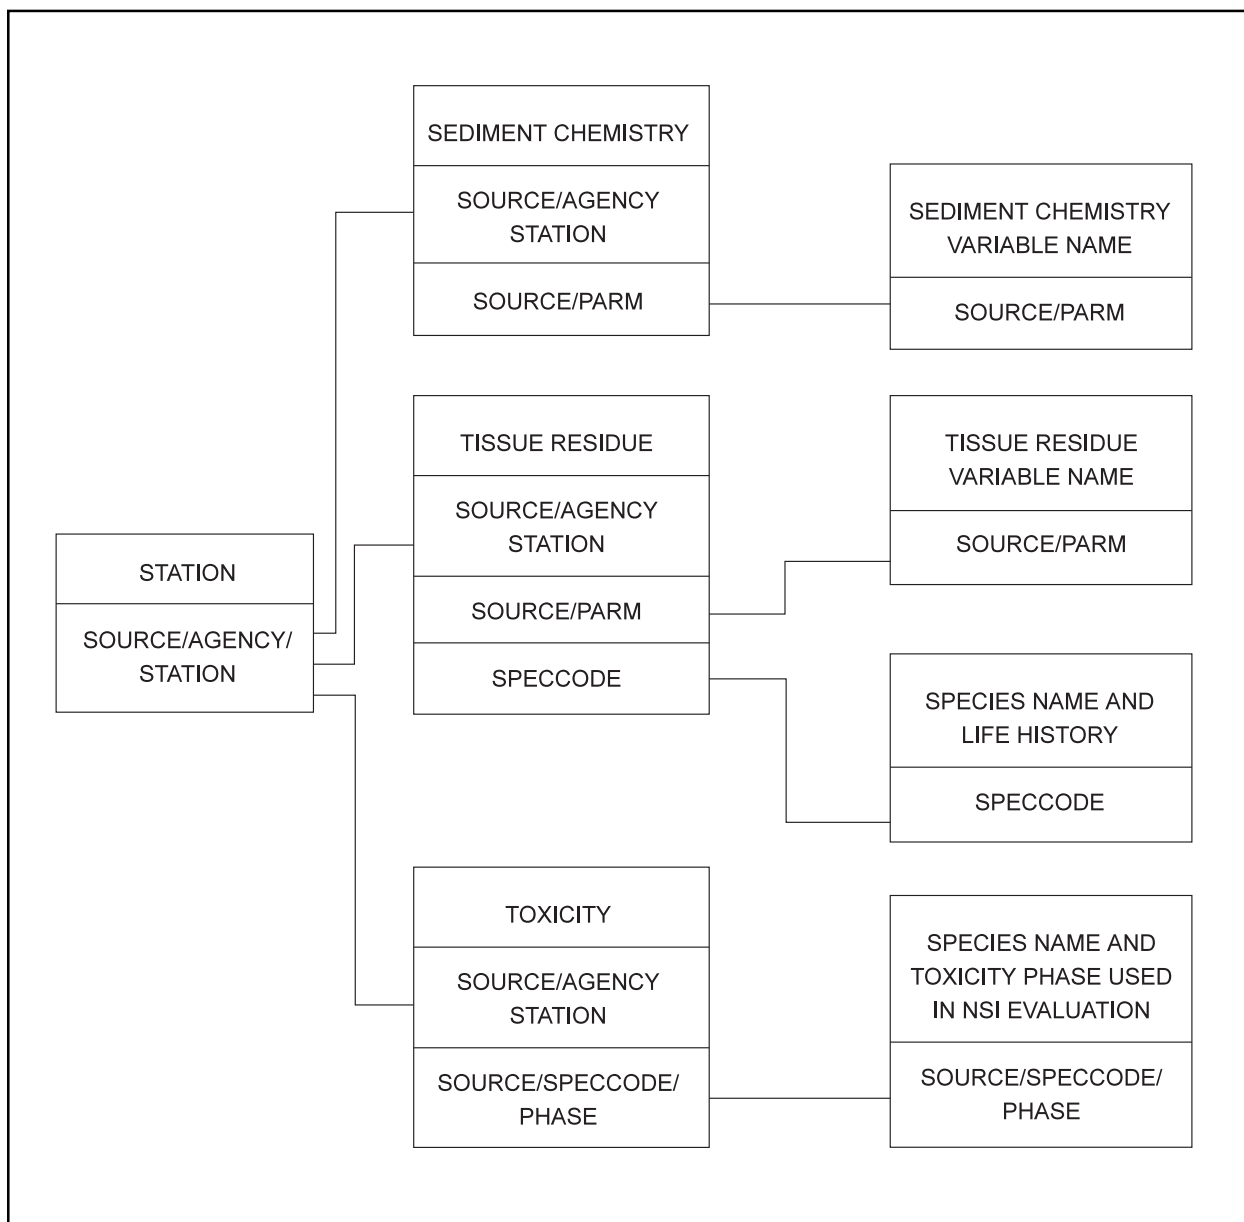 STATION
SOURCE/AGENCY/
STATION
SEDIMENT CHEMISTRY
SOURCE/AGENCY
STATION
SOURCE/PARM
TISSUE RESIDUE
SOURCE/AGENCY
STATION
SOURCE/PARM
SPECCODE
TOXICITY
SOURCE/AGENCY
STATION
SOURCE/SPECCODE/
PHASE
SEDIMENT CHEMISTRY
VARIABLE NAME
SOURCE/PARM
TISSUE RESIDUE
VARIABLE NAME
SOURCE/PARM
SPECIES NAME AND
LIFE HISTORY
SPECCODE
SPECIES NAME AND
TOXICITY PHASE USED
IN NSI EVALUATION
SOURCE/SPECCODE/
PHASE